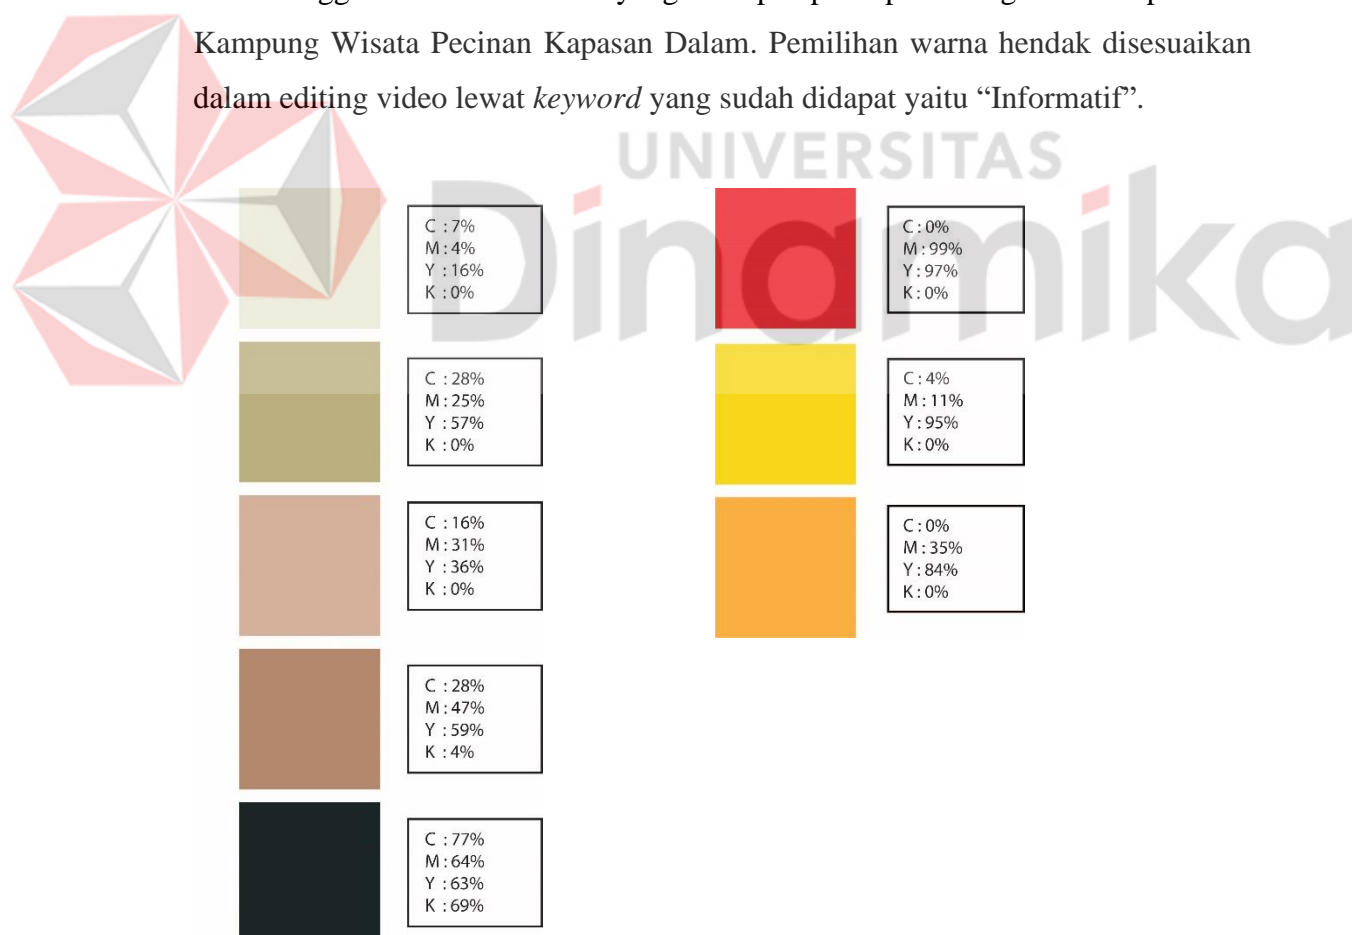 Kampung Wisata Pecinan Kapasan Dalam. Pemilihan warna hendak disesuaikan
dalam editing video lewat keyword yang sudah didapat yaitu “Informatif”.
UNIVERSITAS
Dinamika
C : 7%
M : 4%
Y : 16%
K : 0%
C : 28%
M : 25%
Y : 57%
K : 0%
C : 16%
M : 31%
Y : 36%
K : 0%
C : 28%
M : 47%
Y : 59%
K : 4%
C : 77%
M : 64%
Y : 63%
K : 69%
C : 0%
M : 99%
Y : 97%
K : 0%
C : 4%
M : 11%
Y : 95%
K : 0%
C : 0%
M : 35%
Y : 84%
K : 0%